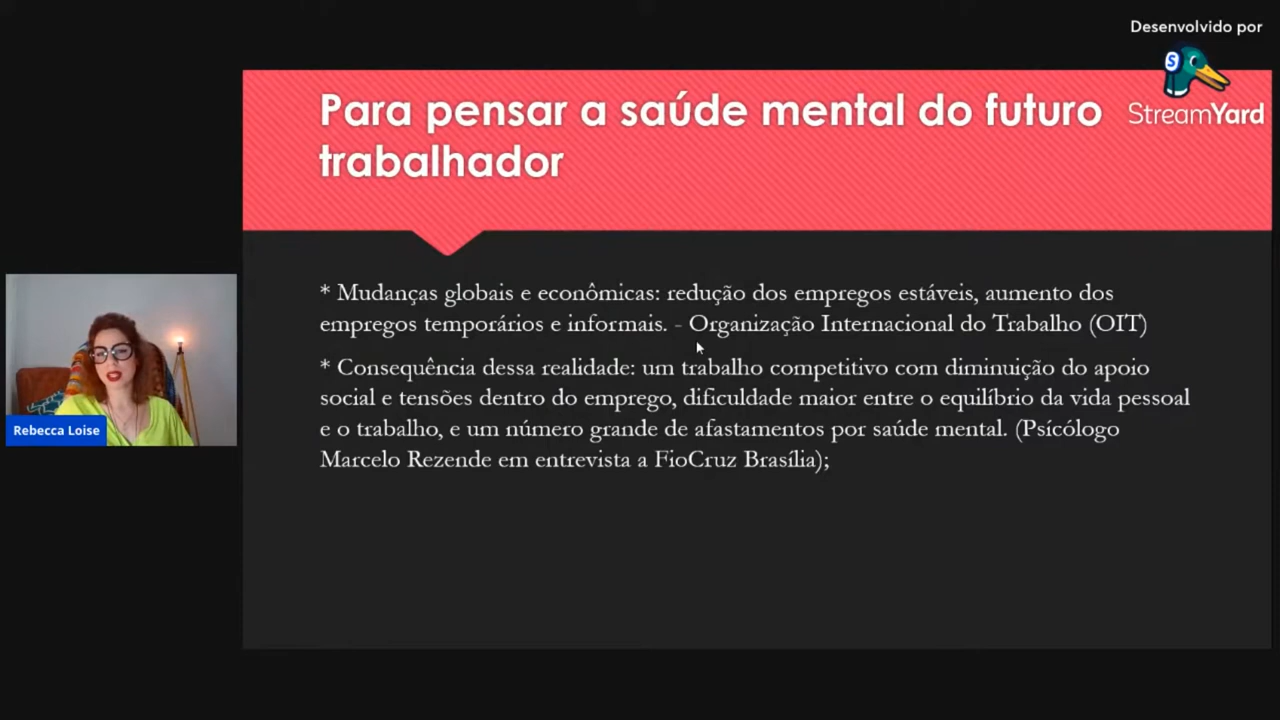 Desenvolvido por
S
StreamYard
Para pensar a saúde mental do futuro
trabalhador
* Mudanças globais e econômicas: redução dos empregos estáveis, aumento dos
empregos temporários e informais. - Organização Internacional do Trabalho (OIT)
* Consequência dessa realidade: um trabalho competitivo com diminuição do apoio
social e tensões dentro do emprego, dificuldade maior entre o equilíbrio da vida pessoal
e o trabalho, e um número grande de afastamentos por saúde mental. (Psícólogo
Marcelo Rezende em entrevista a FioCruz Brasília);
Rebecca Loise